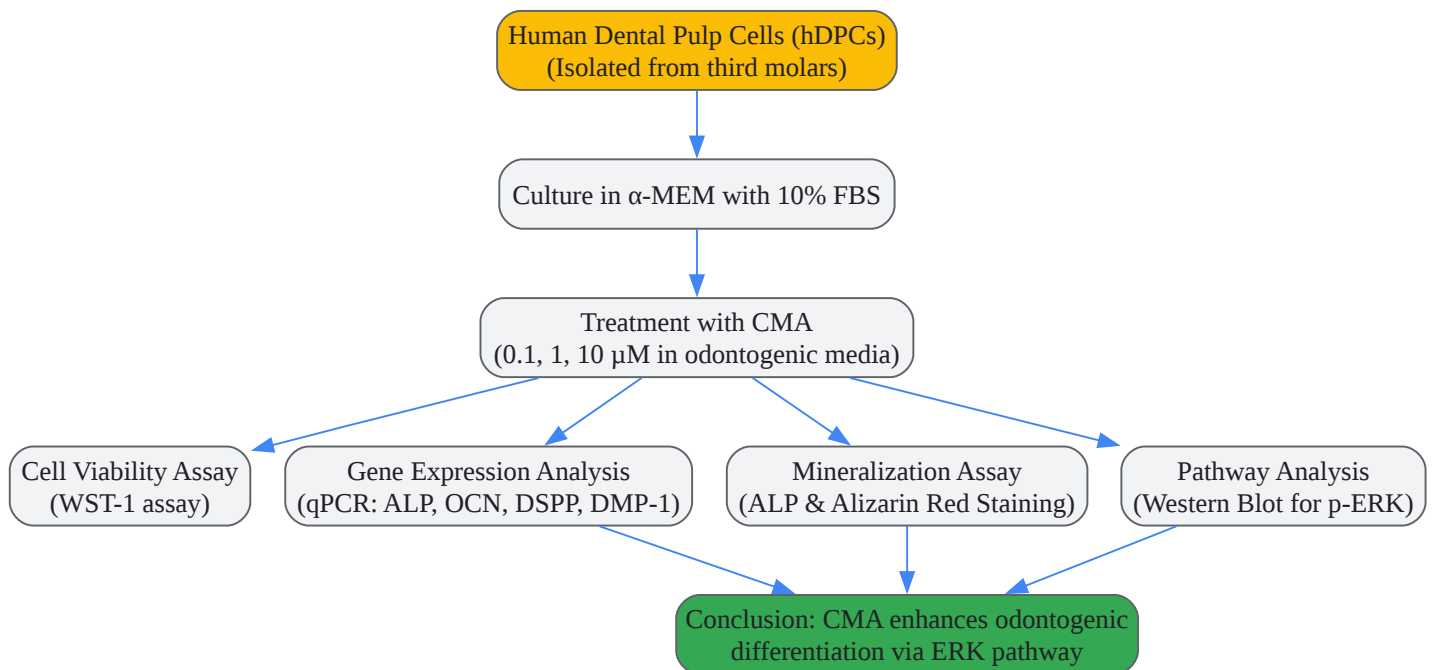 Human Dental Pulp Cells (hDPCs)
(Isolated from third molars)
Culture in α-MEM with 10% FBS
Treatment with CMA
(0.1, 1, 10 µM in odontogenic media)
Cell Viability Assay
(WST-1 assay)
Gene Expression Analysis
(qPCR: ALP, OCN, DSPP, DMP-1)
Mineralization Assay
(ALP & Alizarin Red Staining)
Pathway Analysis
(Western Blot for p-ERK)
Conclusion: CMA enhances odontogenic
differentiation via ERK pathway